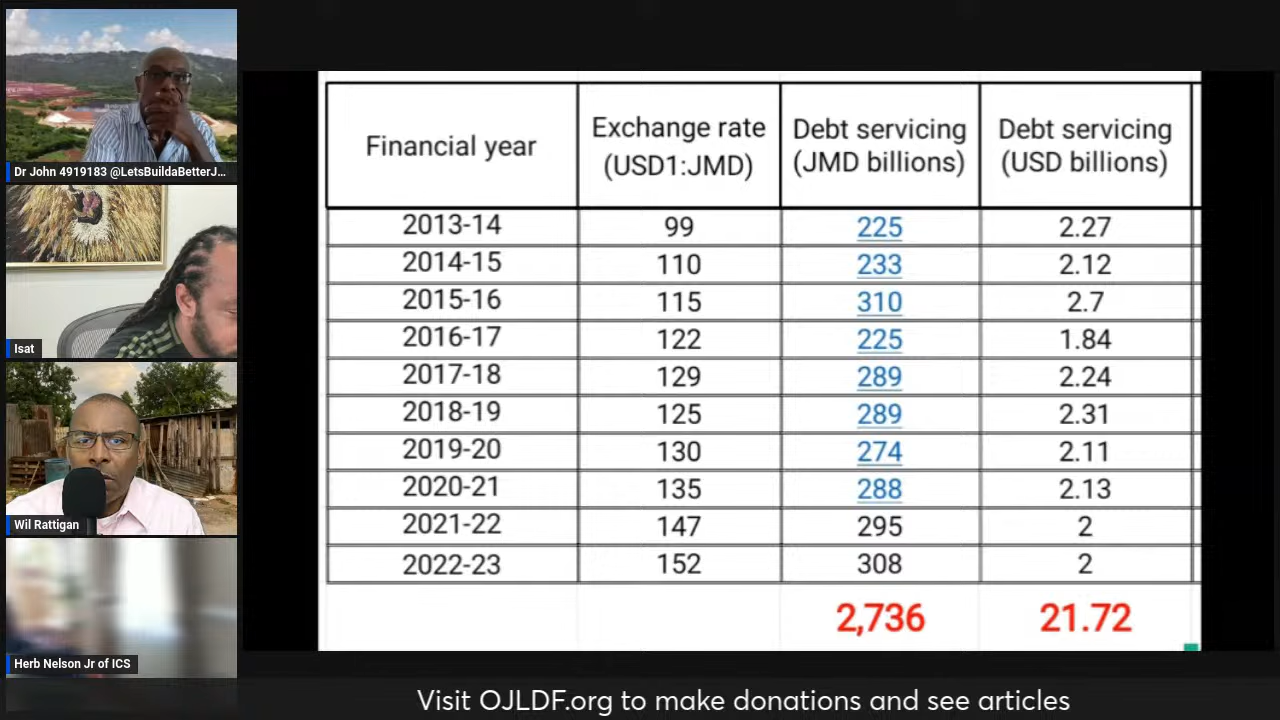 Dr John 4919183 @LetsBuildaBetterJ...
Isat
Wil Rattigan
Herb Nelson Jr of ICS
Financial year Exchange rate (USD1:JMD) Debt servicing (JMD billions) Debt servicing (USD billions)
2013-14 99 225 2.27
2014-15 110 233 2.12
2015-16 115 310 2.7
2016-17 122 225 1.84
2017-18 129 289 2.24
2018-19 125 289 2.31
2019-20 130 274 2.11
2020-21 135 288 2.13
2021-22 147 295 2
2022-23 152 308 2
2,736 21.72
Visit OJLDF.org to make donations and see articles